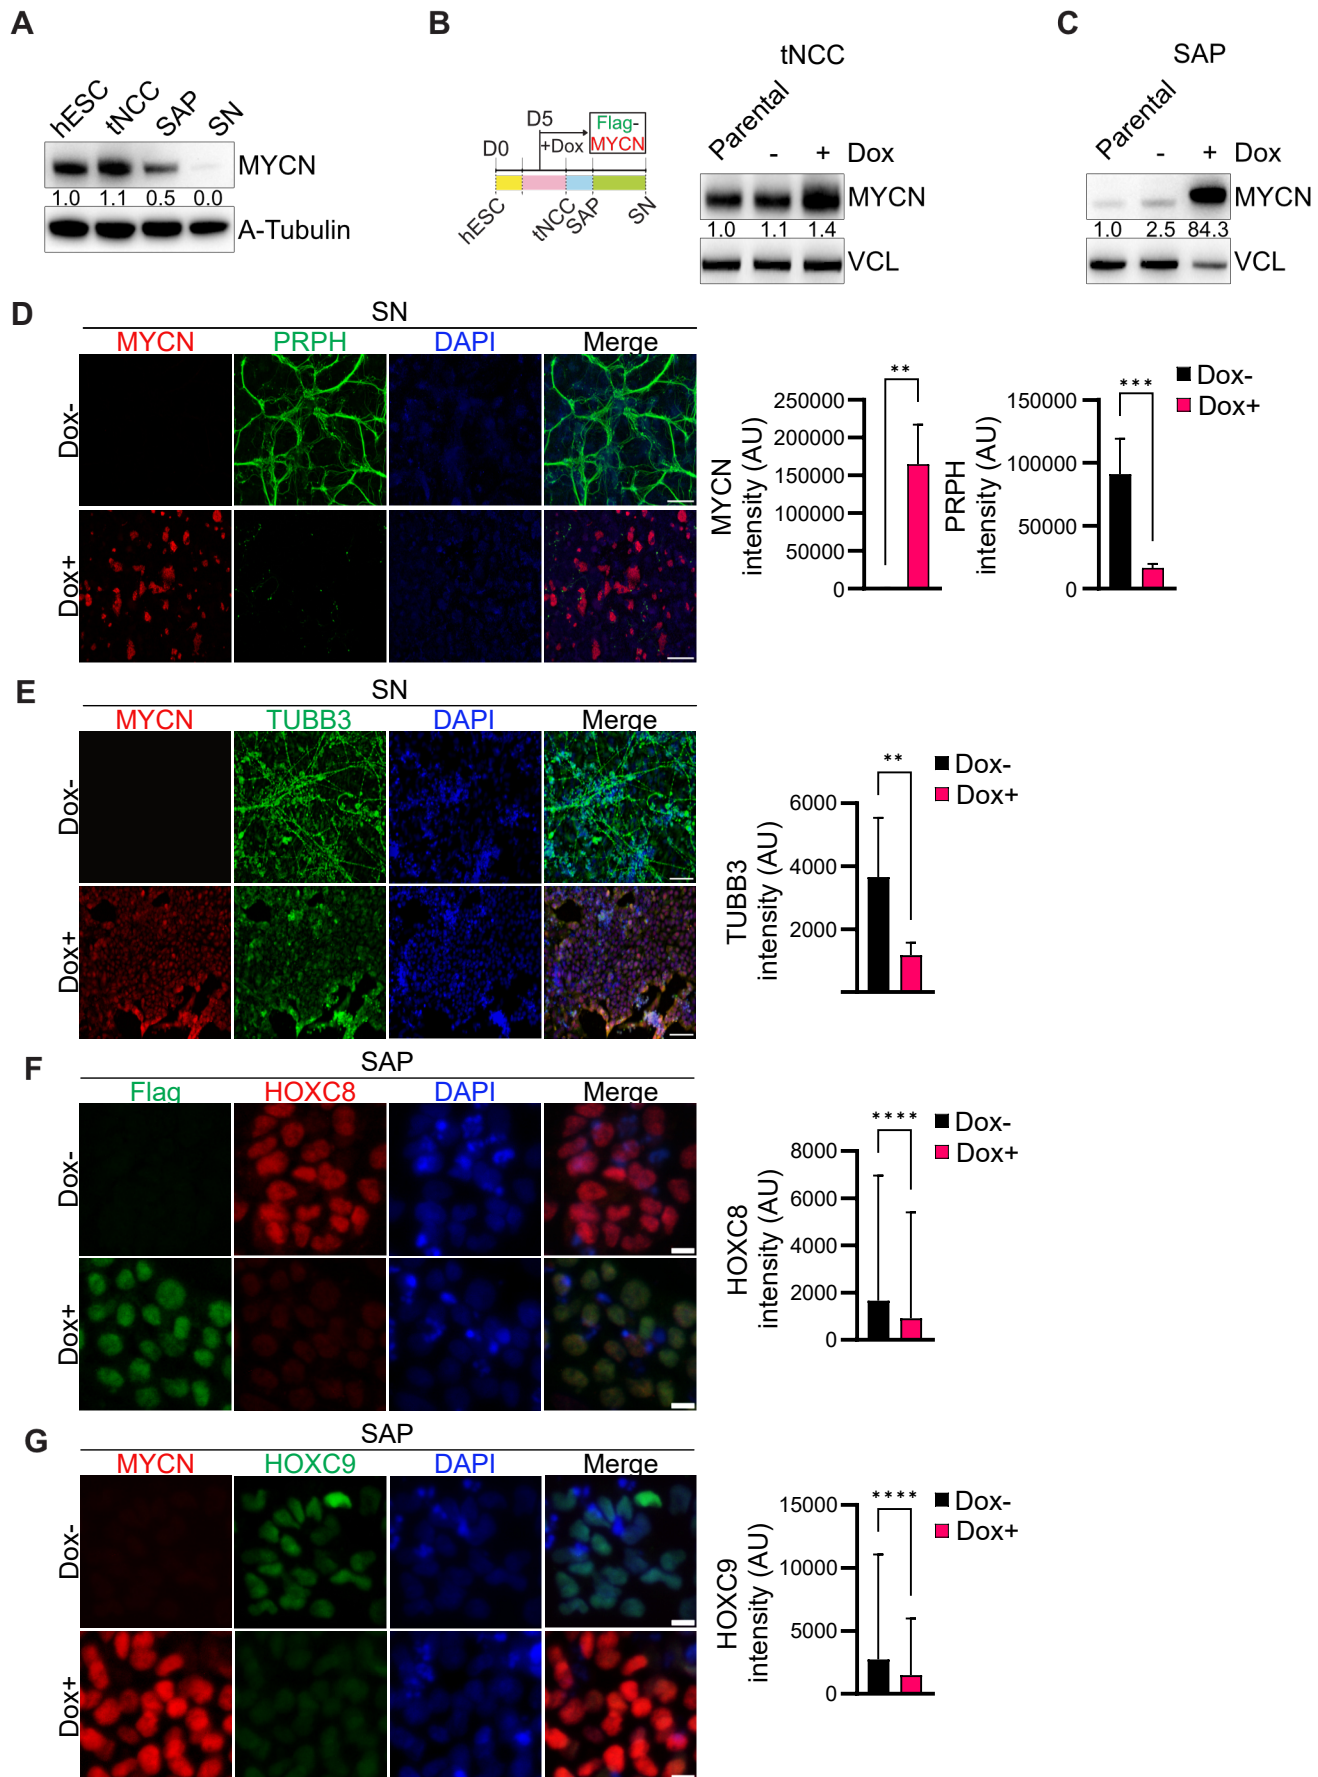 A
hESC tNCC SAP SN
MYCN
1.0 1.1 0.5 0.0
A-Tubulin
B
D0 D5 +Dox Flag-
MYCN
hESC tNCC SAP SN
tNCC
Parental - + Dox
MYCN
1.0 1.1 1.4
VCL
C
SAP
Parental - + Dox
MYCN
1.0 2.5 84.3
VCL
D
SN
MYCN PRPH DAPI Merge
Dox-
Dox+
MYCN
intensity (AU)
250000
200000
150000
100000
50000
0
**
PRPH
intensity (AU)
150000
100000
50000
0
***
Dox-
Dox+
E
SN
MYCN TUBB3 DAPI Merge
Dox-
Dox+
TUBB3
intensity (AU)
6000
4000
2000
**
Dox-
Dox+
F
SAP
Flag HOXC8 DAPI Merge
Dox-
Dox+
HOXC8
intensity (AU)
8000
6000
4000
2000
0
****
Dox-
Dox+
G
SAP
MYCN HOXC9 DAPI Merge
Dox-
Dox+
HOXC9
intensity (AU)
15000
10000
5000
0
****
Dox-
Dox+